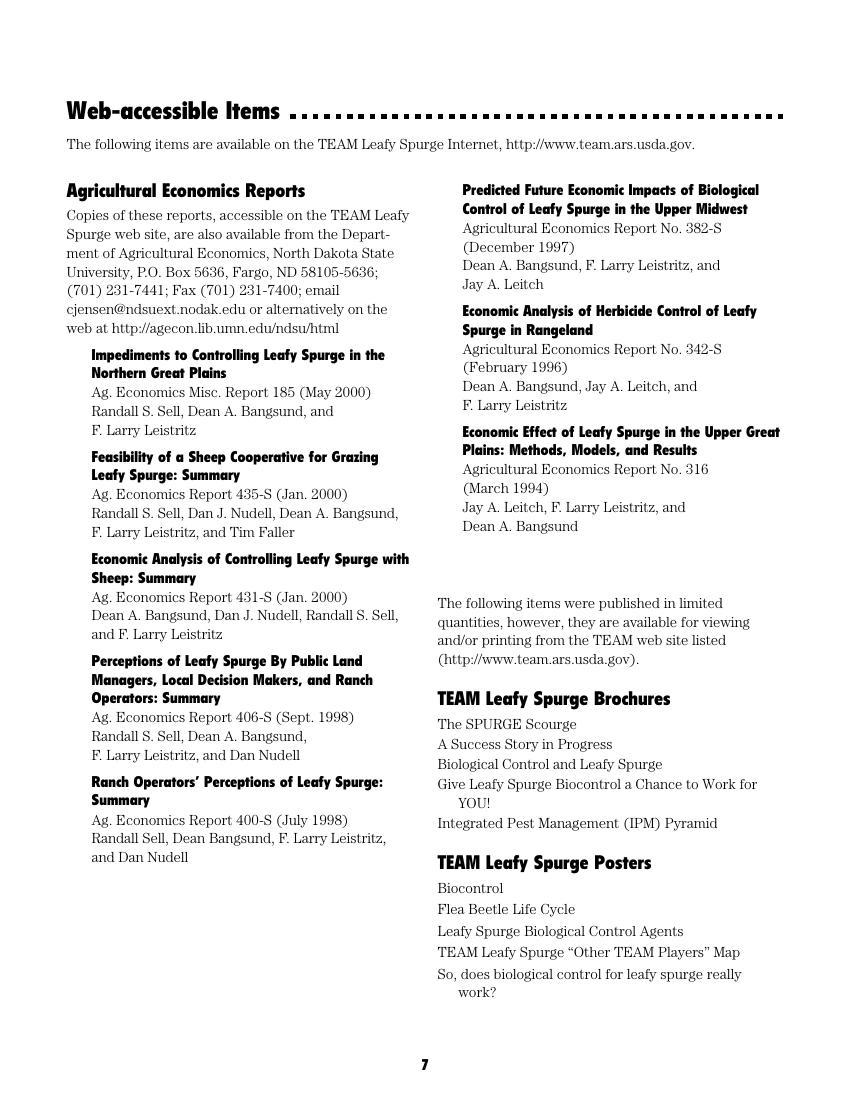 Web-accessible Items
The following items are available on the TEAM Leafy Spurge Internet, http://www.team.ars.usda.gov.
Agricultural Economics Reports
Copies of these reports, accessible on the TEAM Leafy
Spurge web site, are also available from the Depart-
ment of Agricultural Economics, North Dakota State
University, P.O. Box 5636, Fargo, ND 58105-5636;
(701) 231-7441; Fax (701) 231-7400; email
cjensen@ndsuext.nodak.edu or alternatively on the
web at http://agecon.lib.umn.edu/ndsu/html
Impediments to Controlling Leafy Spurge in the
Northern Great Plains
Ag. Economics Misc. Report 185 (May 2000)
Randall S. Sell, Dean A. Bangsund, and
F. Larry Leistritz
Feasibility of a Sheep Cooperative for Grazing
Leafy Spurge: Summary
Ag. Economics Report 435-S (Jan. 2000)
Randall S. Sell, Dan J. Nudell, Dean A. Bangsund,
F. Larry Leistritz, and Tim Faller
Economic Analysis of Controlling Leafy Spurge with
Sheep: Summary
Ag. Economics Report 431-S (Jan. 2000)
Dean A. Bangsund, Dan J. Nudell, Randall S. Sell,
and F. Larry Leistritz
Perceptions of Leafy Spurge By Public Land
Managers, Local Decision Makers, and Ranch
Operators: Summary
Ag. Economics Report 406-S (Sept. 1998)
Randall S. Sell, Dean A. Bangsund,
F. Larry Leistritz, and Dan Nudell
Ranch Operators’ Perceptions of Leafy Spurge:
Summary
Ag. Economics Report 400-S (July 1998)
Randall Sell, Dean Bangsund, F. Larry Leistritz,
and Dan Nudell
Predicted Future Economic Impacts of Biological
Control of Leafy Spurge in the Upper Midwest
Agricultural Economics Report No. 382-S
(December 1997)
Dean A. Bangsund, F. Larry Leistritz, and
Jay A. Leitch
Economic Analysis of Herbicide Control of Leafy
Spurge in Rangeland
Agricultural Economics Report No. 342-S
(February 1996)
Dean A. Bangsund, Jay A. Leitch, and
F. Larry Leistritz
Economic Effect of Leafy Spurge in the Upper Great
Plains: Methods, Models, and Results
Agricultural Economics Report No. 316
(March 1994)
Jay A. Leitch, F. Larry Leistritz, and
Dean A. Bangsund
The following items were published in limited
quantities, however, they are available for viewing
and/or printing from the TEAM web site listed
(http://www.team.ars.usda.gov).
TEAM Leafy Spurge Brochures
The SPURGE Scourge
A Success Story in Progress
Biological Control and Leafy Spurge
Give Leafy Spurge Biocontrol a Chance to Work for
YOU!
Integrated Pest Management (IPM) Pyramid
TEAM Leafy Spurge Posters
Biocontrol
Flea Beetle Life Cycle
Leafy Spurge Biological Control Agents
TEAM Leafy Spurge “Other TEAM Players” Map
So, does biological control for leafy spurge really
work?
7